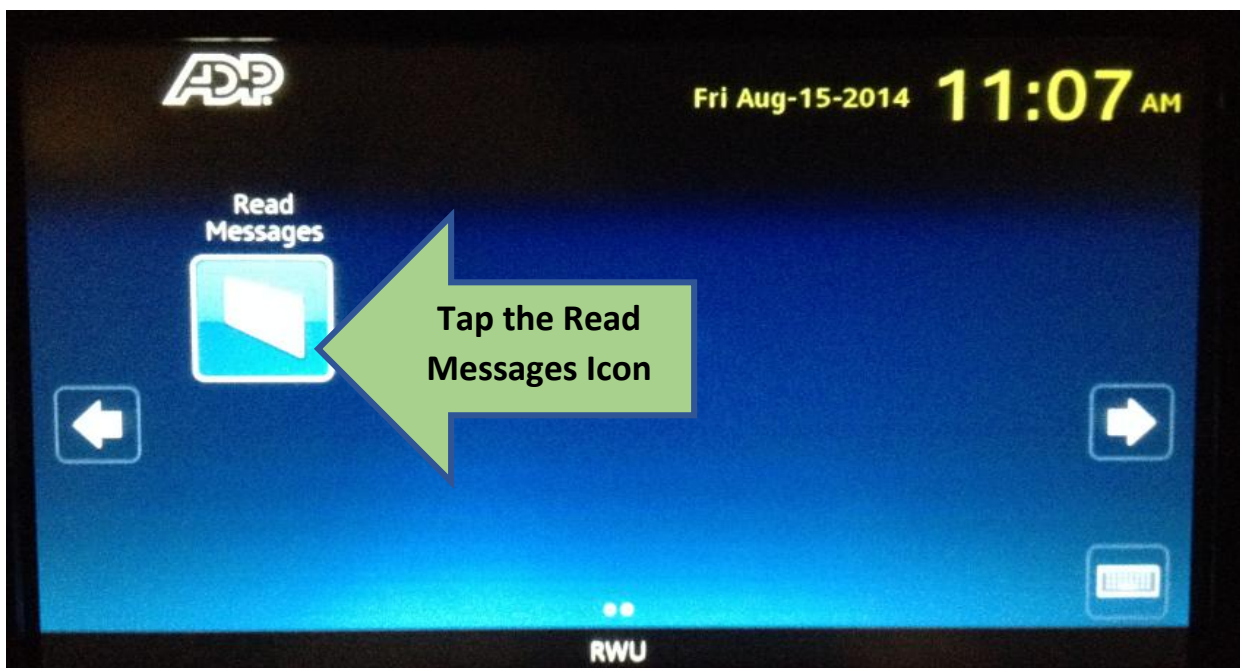 ADP
Fri Aug-15-2014 11:07 AM
Read
Messages
Tap the Read
Messages Icon
RWU